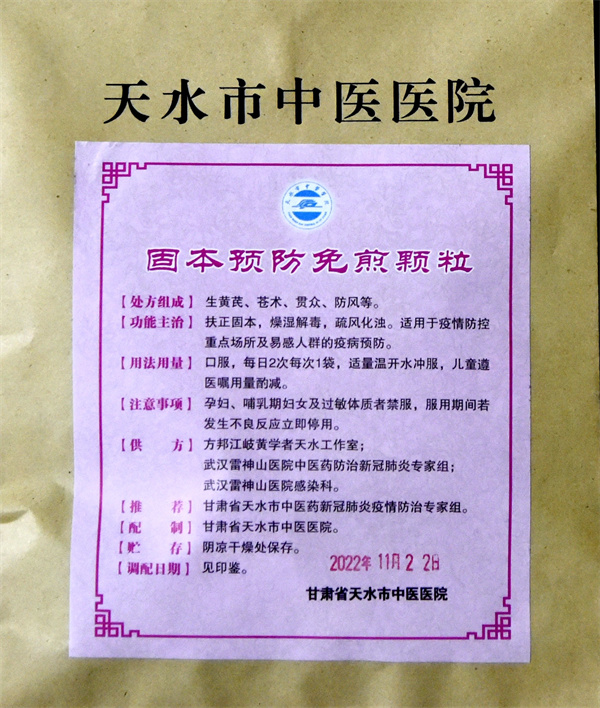 天水市中医医院
固本预防免煎颗粒
【处方组成】 生黄芪、苍术、贯众、防风等。
【功能主治】 扶正固本，燥湿解毒，疏风化浊。适用于疫情防控
重点场所及易感人群的疫病预防。
【用法用量】 口服，每日2次每次1袋，适量温开水冲服，儿童遵
医嘱用量酌减。
【注意事项】 孕妇、哺乳期妇女及过敏体质者禁服，服用期间若
发生不良反应立即停用。
【供 方】 方邦江岐黄学者天水工作室；
武汉雷神山医院中医药防治新冠肺炎专家组；
武汉雷神山医院感染科。
【推 荐】 甘肃省天水市中医药新冠肺炎疫情防治专家组。
【配 制】 甘肃省天水市中医医院。
【贮 存】 阴凉干燥处保存。
【调配日期】 见印鉴。
2022年 11月 2 2日
甘肃省天水市中医医院